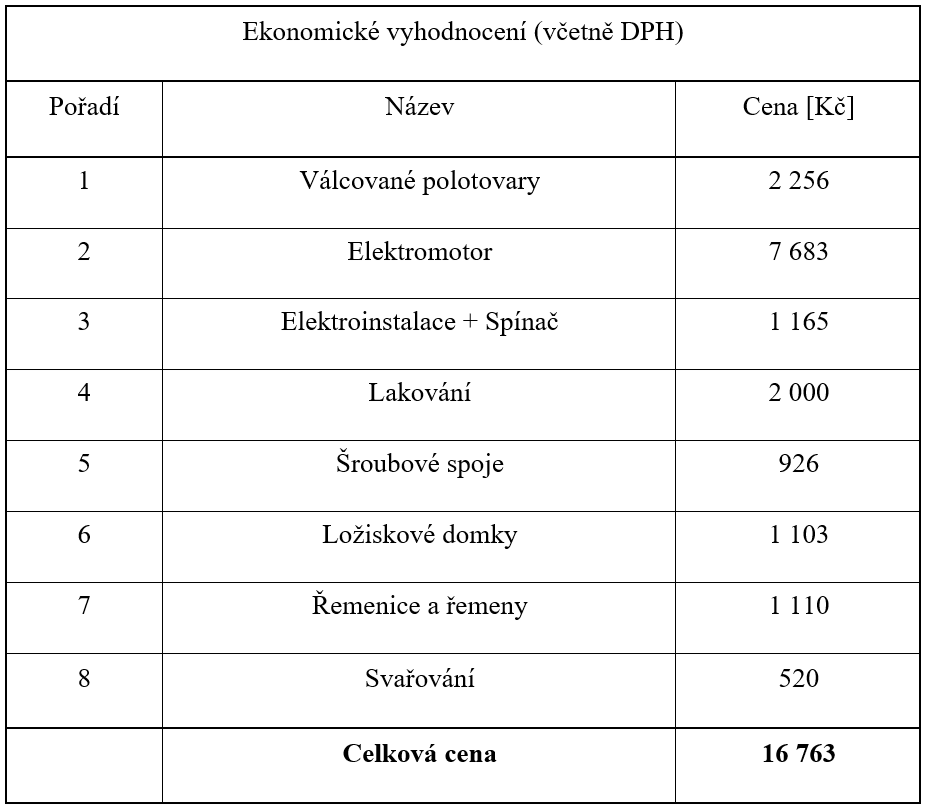 Ekonomické vyhodnocení (včetně DPH)
Pořadí Název Cena [Kč]
1 Válcované polotovary 2 256
2 Elektromotor 7 683
3 Elektroinstalace + Spínač 1 165
4 Lakování 2 000
5 Šroubové spoje 926
6 Ložiskové domky 1 103
7 Řemenice a řemeny 1 110
8 Svařování 520
Celková cena 16 763